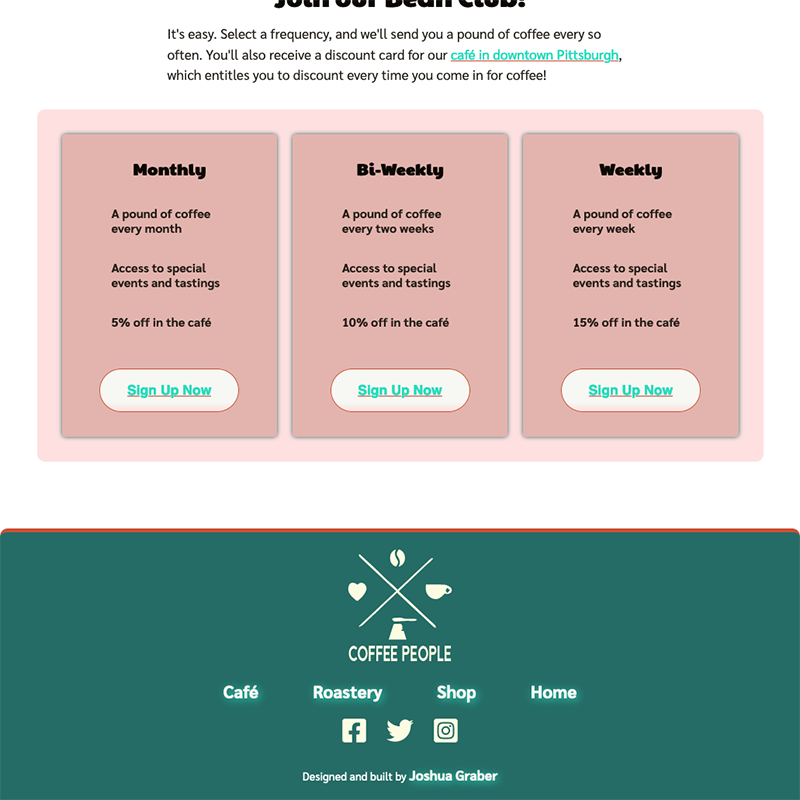 Join our Bean Club!
It's easy. Select a frequency, and we'll send you a pound of coffee every so
often. You'll also receive a discount card for our café in downtown Pittsburgh,
which entitles you to discount every time you come in for coffee!
Monthly
A pound of coffee
every month
Access to special
events and tastings
5% off in the café
Sign Up Now
Bi-Weekly
A pound of coffee
every two weeks
Access to special
events and tastings
10% off in the café
Sign Up Now
Weekly
A pound of coffee
every week
Access to special
events and tastings
15% off in the café
Sign Up Now
COFFEE PEOPLE
Café Roastery Shop Home
Designed and built by Joshua Graber